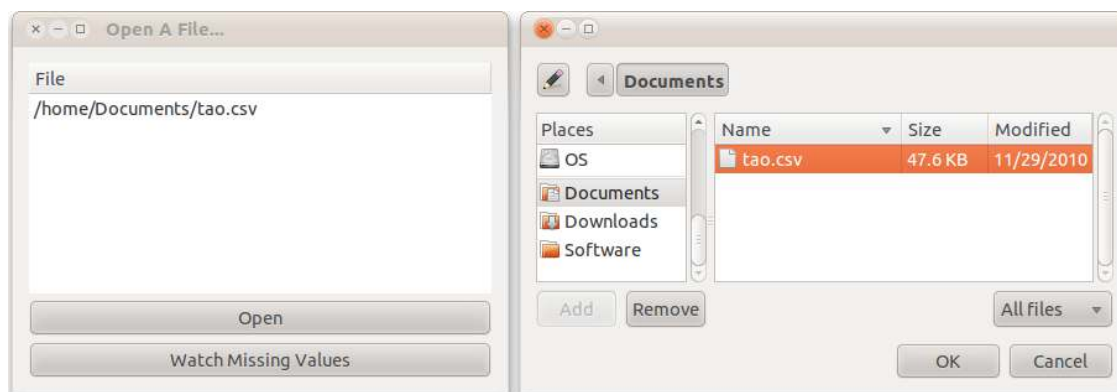 Open A File...
File
/home/Documents/tao.csv
Open
Watch Missing Values
Documents
Places
OS
Documents
Downloads
Software
Name Size Modified
tao.csv 47.6 KB 11/29/2010
Add Remove
All files
OK Cancel